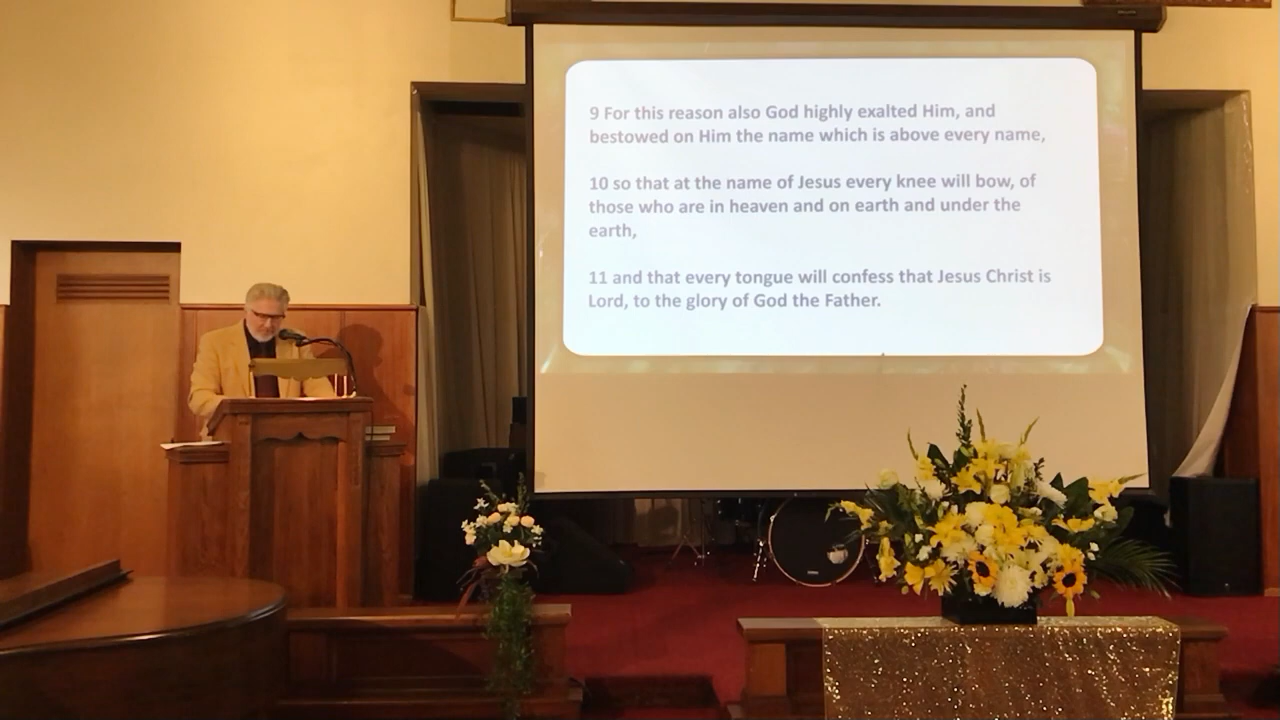 9 For this reason also God highly exalted Him, and
bestowed on Him the name which is above every name,
10 so that at the name of Jesus every knee will bow, of
those who are in heaven and on earth and under the
earth,
11 and that every tongue will confess that Jesus Christ is
Lord, to the glory of God the Father.